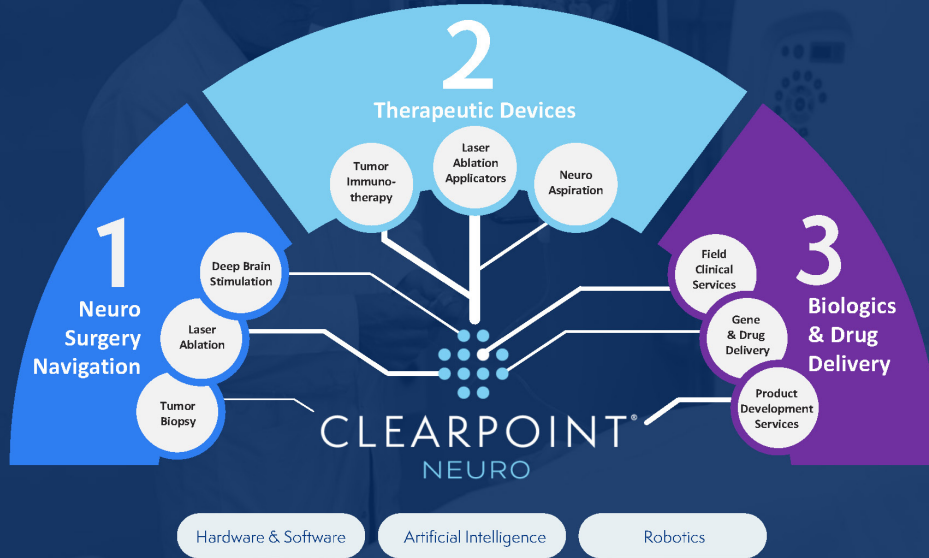 1
Neuro
Surgery
Navigation
Deep Brain
Stimulation
Laser
Ablation
Tumor
Biopsy
2
Therapeutic Devices
Tumor
Immuno-
therapy
Laser
Ablation
Applicators
Neuro
Aspiration
3
Biologics
& Drug
Delivery
Field
Clinical
Services
Gene
& Drug
Delivery
Product
Development
Services
CLEARPOINT®
NEURO
Hardware & Software
Artificial Intelligence
Robotics